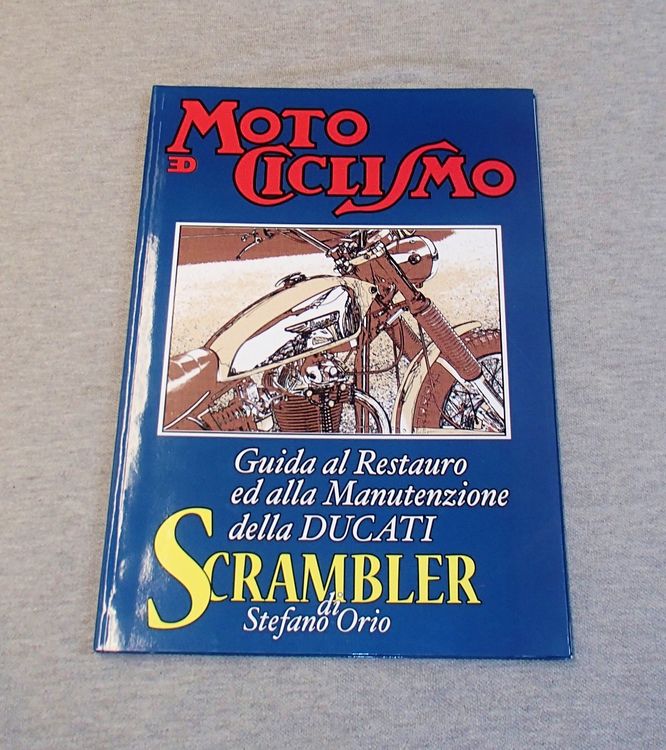 MOTO
ED CICLISMO
Guida al Restauro
ed alla Manutenzione
della DUCATI
SCRAMBLER
di
Stefano Orio